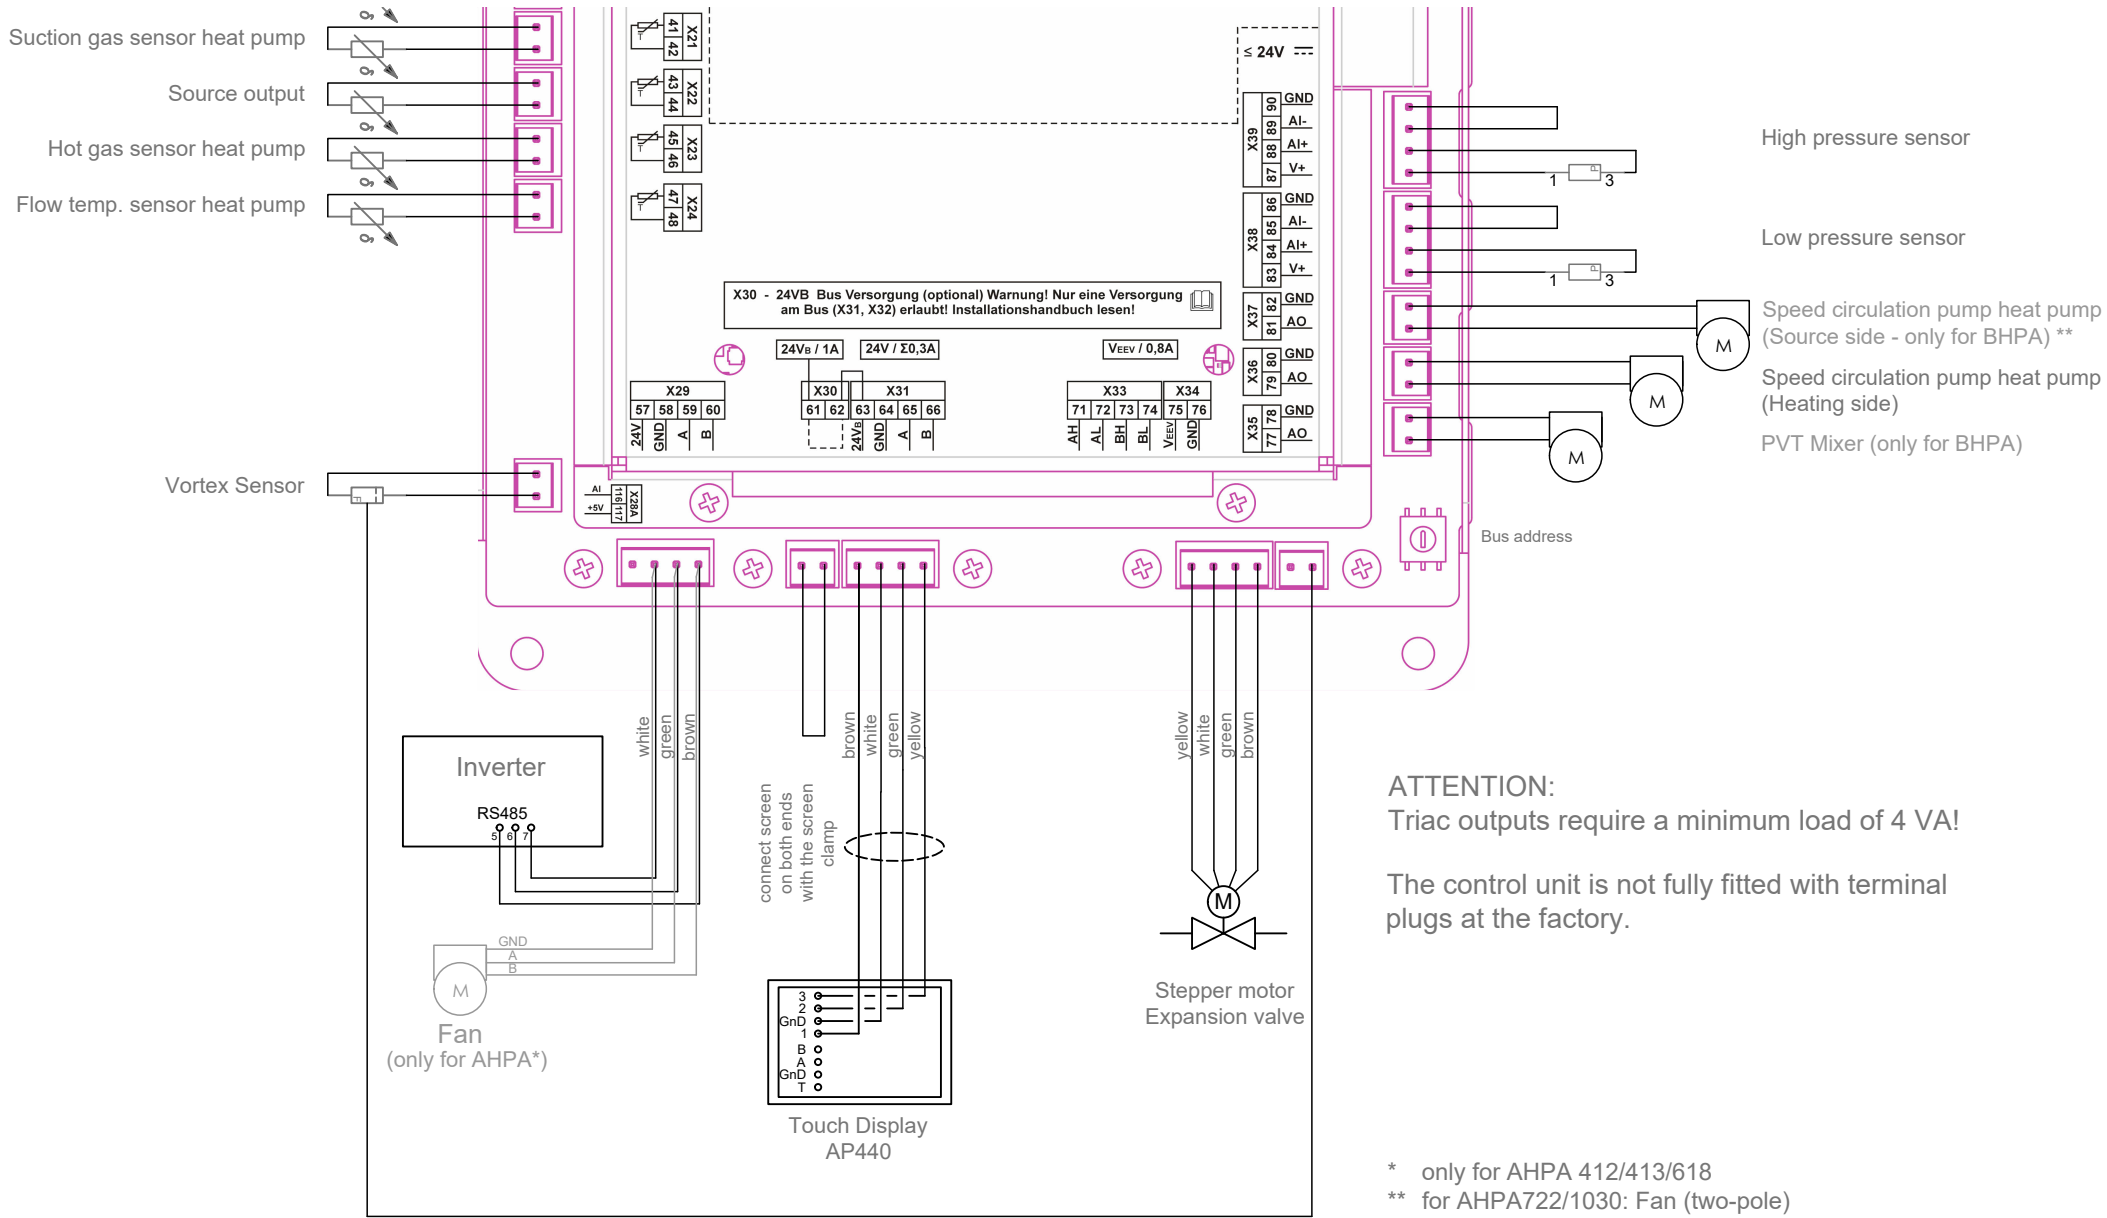 Suction gas sensor heat pump
Source output
Hot gas sensor heat pump
Flow temp. sensor heat pump
Vortex Sensor
ϑ
ϑ
ϑ
ϑ
ϑ
41 42 X21
43 44 X22
45 46 X23
47 48 X24
≤ 24V
X39
90 GND
89 AI-
88 AI+
87 V+
X38
86 GND
85 AI-
84 AI+
83 V+
X37
82 GND
81 AO
X36
80 GND
79 AO
X35
78 GND
77 AO
High pressure sensor
P
1 3
Low pressure sensor
P
1 3
Speed circulation pump heat pump
(Source side - only for BHPA) **
M
Speed circulation pump heat pump
(Heating side)
M
PVT Mixer (only for BHPA)
M
Bus address
X30 - 24VB Bus Versorgung (optional) Warnung! Nur eine Versorgung
am Bus (X31, X32) erlaubt! Installationshandbuch lesen!
24VB / 1A
24V / Σ0,3A
VEEV / 0,8A
X29
57 58 59 60
24V GND A B
X30 X31
61 62 63 64 65 66
24VB GND A B
X33 X34
71 72 73 74 75 76
AH AL BH BL VEEV GND
AI
+5V
116 117 X28A
F
white
green
brown
brown
white
green
yellow
yellow
white
green
brown
connect screen
on both ends
with the screen
clamp
Inverter
RS485
5 6 7
GND
A
B
M
Fan
(only for AHPA*)
3
2
GnD
1
B
A
GnD
T
Touch Display
AP440
M
Stepper motor
Expansion valve
ATTENTION:
Triac outputs require a minimum load of 4 VA!
The control unit is not fully fitted with terminal
plugs at the factory.
* only for AHPA 412/413/618
** for AHPA722/1030: Fan (two-pole)